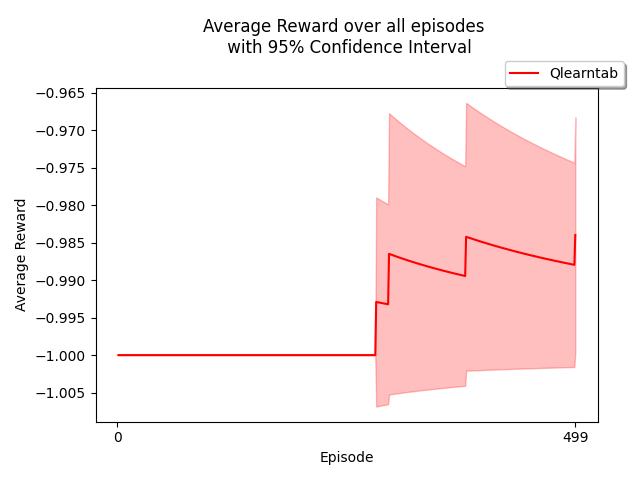 Average Reward over all episodes
with 95% Confidence Interval
Qlearntab
−0.965
−0.970
−0.975
−0.980
−0.985
−0.990
−0.995
−1.000
−1.005
Average Reward
0
499
Episode